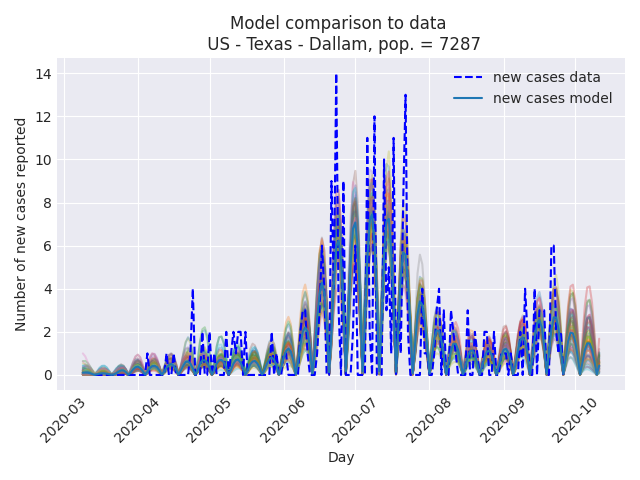 Model comparison to data
US - Texas - Dallam, pop. = 7287
new cases data
new cases model
Number of new cases reported
14
12
10
8
6
4
2
0
2020-03
2020-04
2020-05
2020-06
2020-07
2020-08
2020-09
2020-10
Day